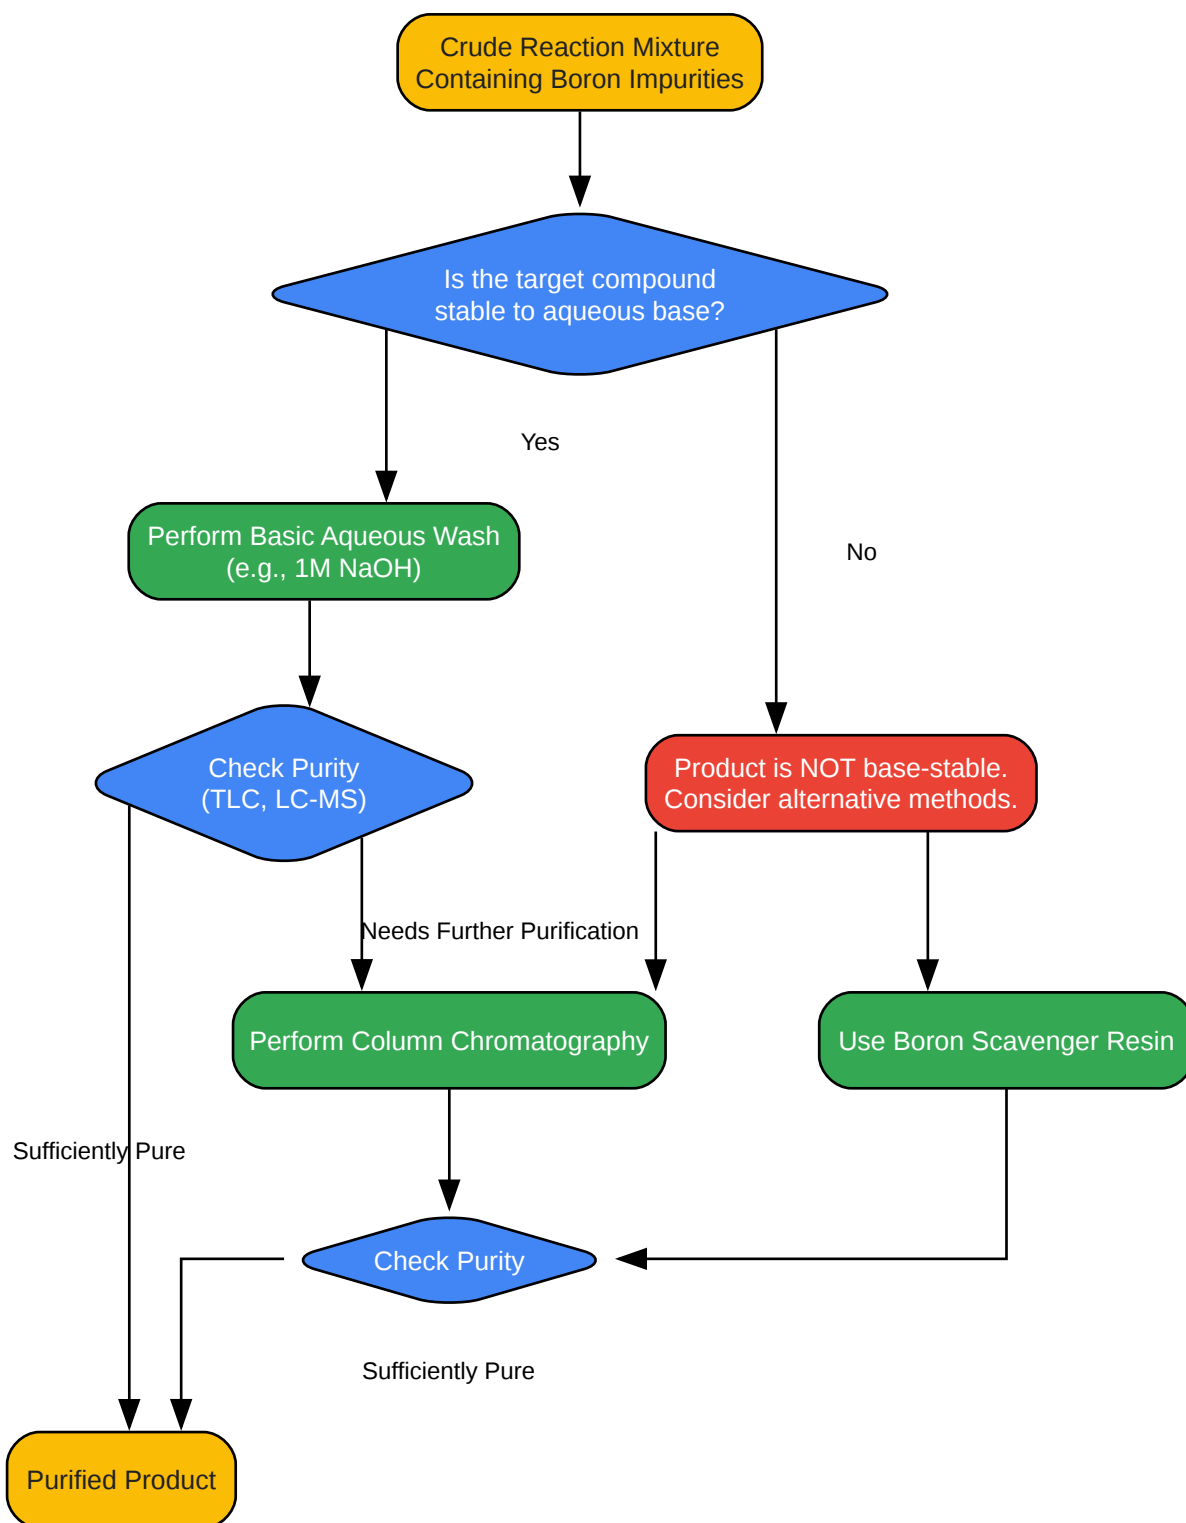 Crude Reaction Mixture
Containing Boron Impurities
Is the target compound
stable to aqueous base?
Yes
Perform Basic Aqueous Wash
(e.g., 1M NaOH)
No
Check Purity
(TLC, LC-MS)
Product is NOT base-stable.
Consider alternative methods.
Needs Further Purification
Perform Column Chromatography
Use Boron Scavenger Resin
Sufficiently Pure
Check Purity
Sufficiently Pure
Purified Product